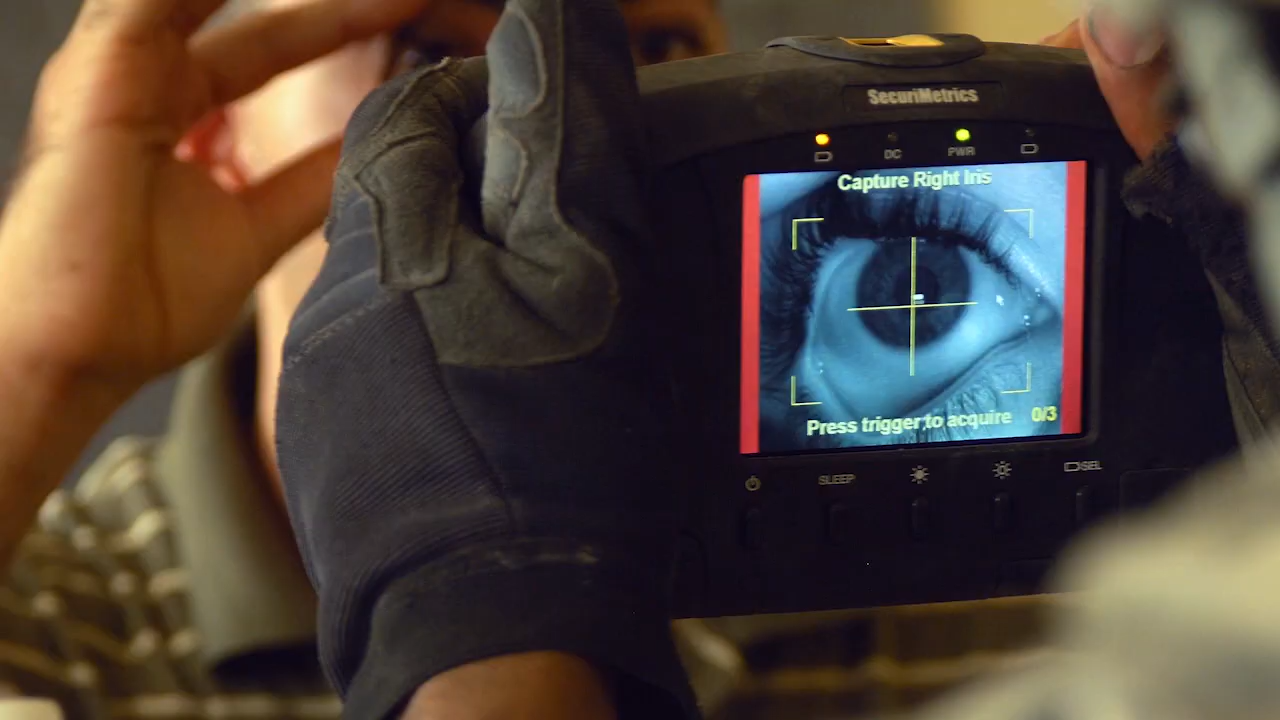 SecuriMetrics
DC
PWR
Capture Right Iris
Press trigger to acquire 0/3
SLEEP
SEL